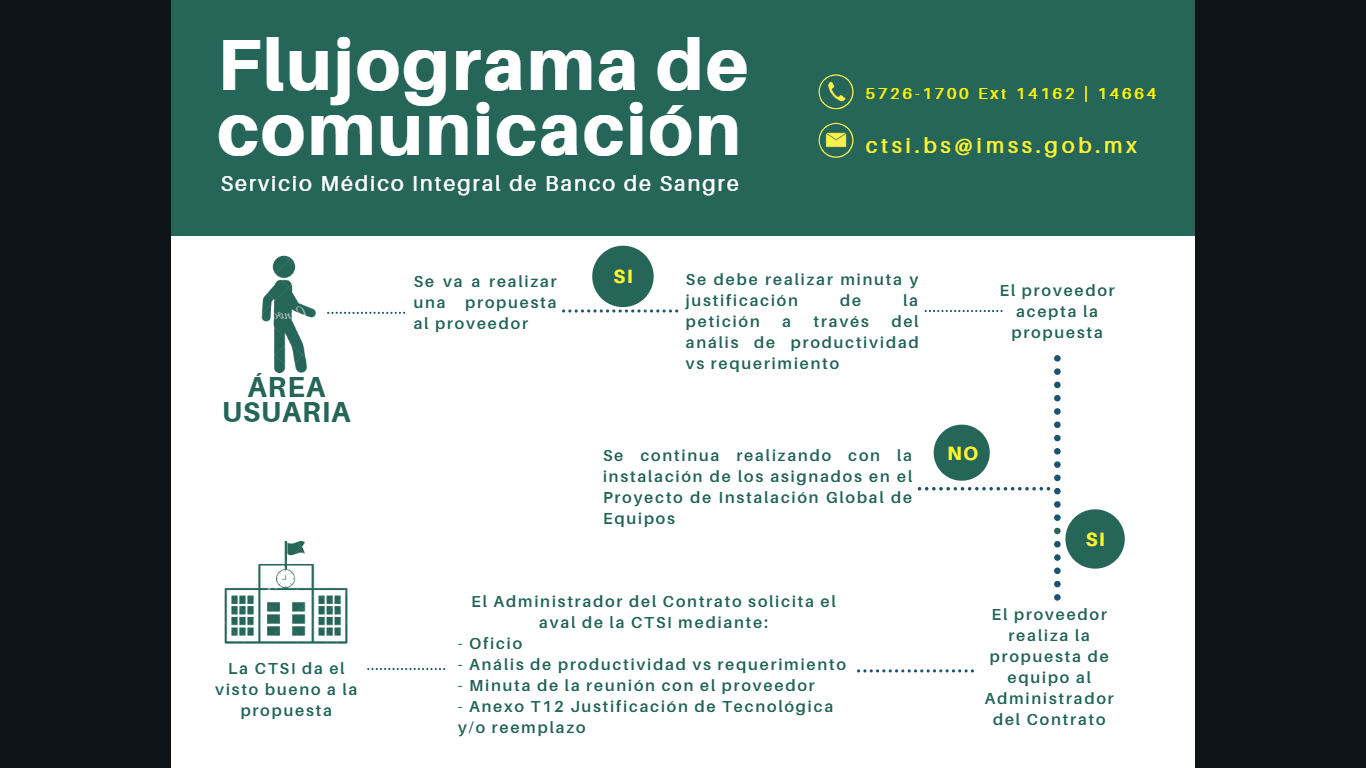 Flujograma de
comunicación
Servicio Médico Integral de Banco de Sangre
5726-1700 Ext 14162 | 14664
ctsi.bs@imss.gob.mx
ÁREA
USUARIA
Se va a realizar
una propuesta
al proveedor
SI
Se debe realizar minuta y
justificación de la
petición a través del
anális de productividad
vs requerimiento
El proveedor
acepta la
propuesta
Se continua realizando con la
instalación de los asignados en el
Proyecto de Instalación Global de
Equipos
NO
SI
El proveedor
realiza la
propuesta de
equipo al
Administrador
del Contrato
El Administrador del Contrato solicita el
aval de la CTSI mediante:
- Oficio
- Anális de productividad vs requerimiento
- Minuta de la reunión con el proveedor
- Anexo T12 Justificación de Tecnológica
y/o reemplazo
La CTSI da el
visto bueno a la
propuesta